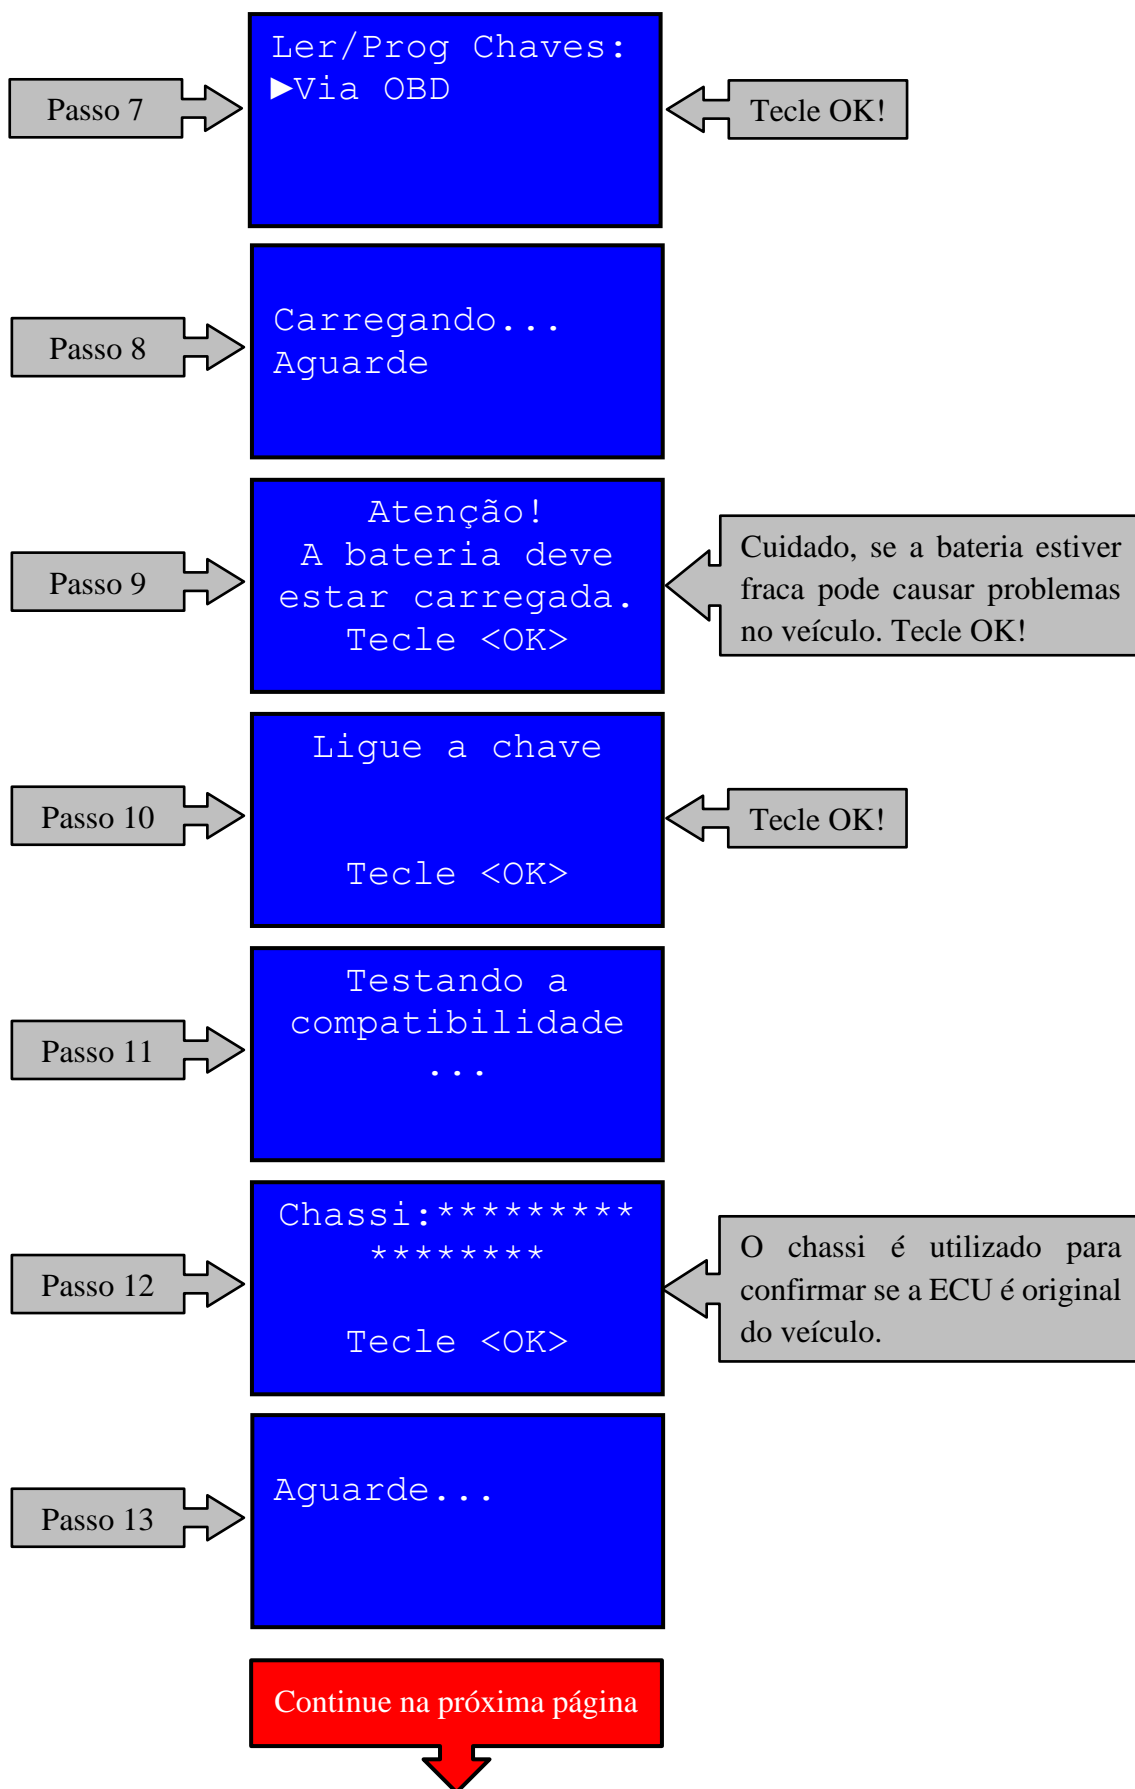 Passo 7
Ler/Prog Chaves:
►Via OBD
Tecle OK!
Passo 8
Carregando...
Aguarde
Passo 9
Atenção!
A bateria deve
estar carregada.
Tecle <OK>
Cuidado, se a bateria estiver
fraca pode causar problemas
no veículo. Tecle OK!
Passo 10
Ligue a chave
Tecle <OK>
Tecle OK!
Passo 11
Testando a
compatibilidade
...
Passo 12
Chassi:*********
********
Tecle <OK>
O chassi é utilizado para
confirmar se a ECU é original
do veículo.
Passo 13
Aguarde...
Continue na próxima página